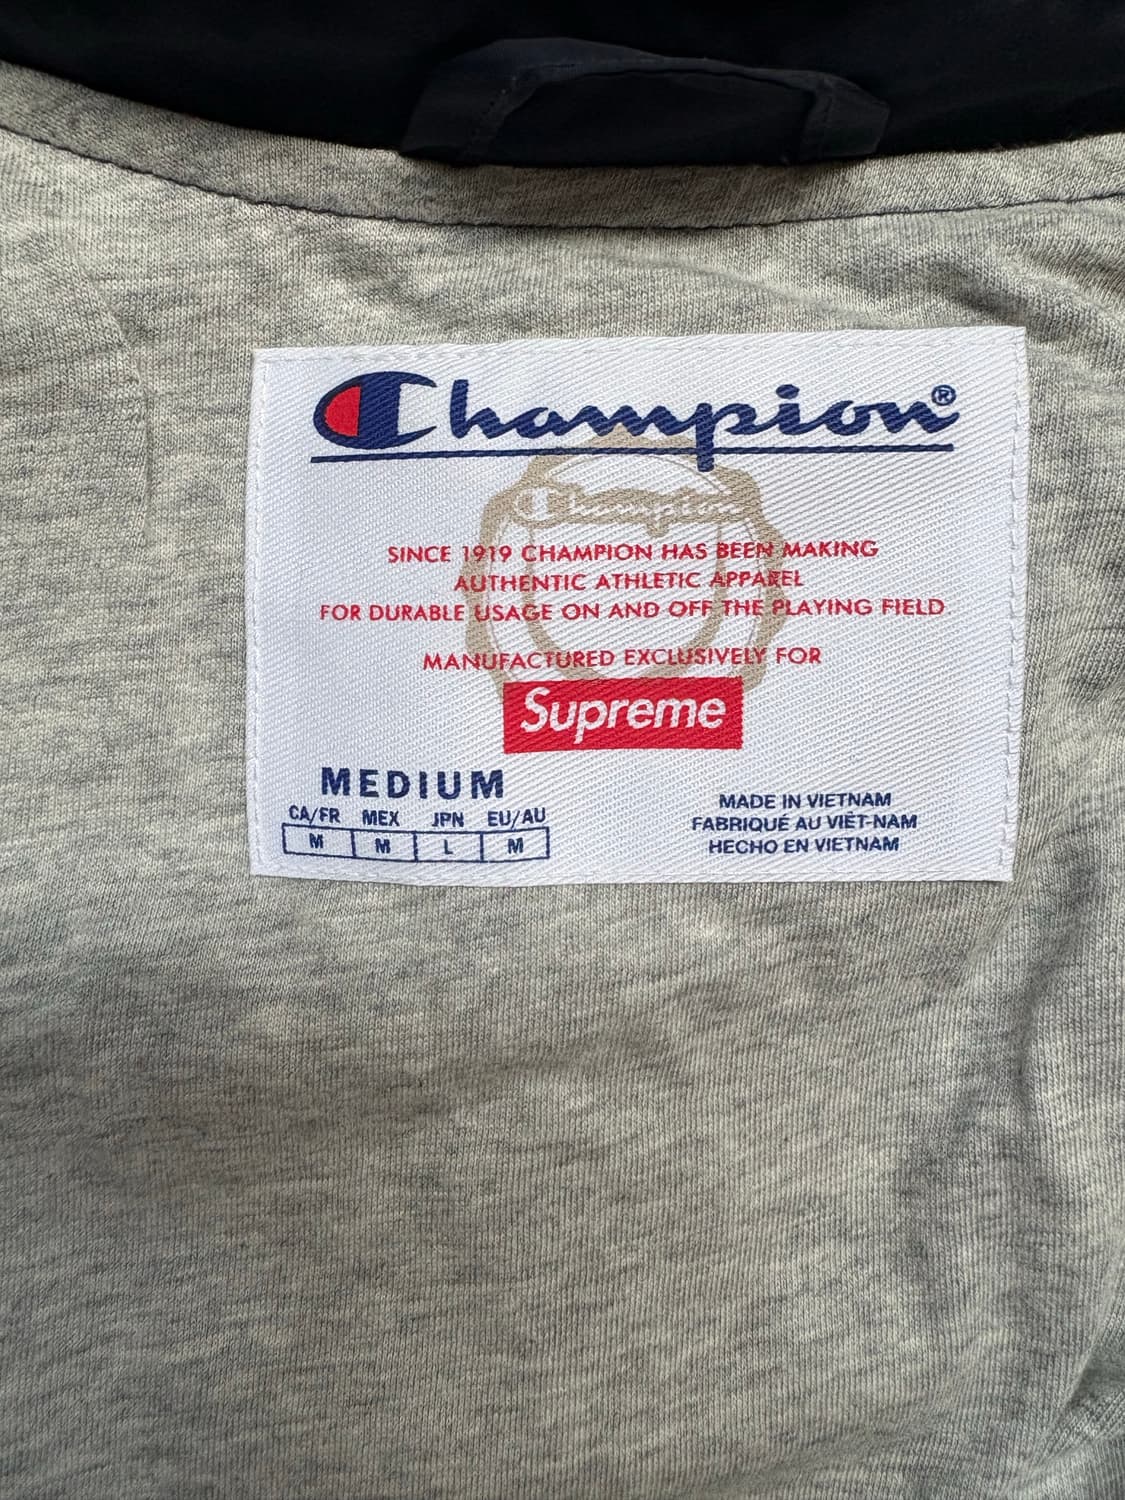 Champion®
Champion
SINCE 1919 CHAMPION HAS BEEN MAKING
AUTHENTIC ATHLETIC APPAREL
FOR DURABLE USAGE ON AND OFF THE PLAYING FIELD
MANUFACTURED EXCLUSIVELY FOR
Supreme
MEDIUM
CA/FR MEX JPN EU/AU
M M L M
MADE IN VIETNAM
FABRIQUÉ AU VIÊT-NAM
HECHO EN VIETNAM